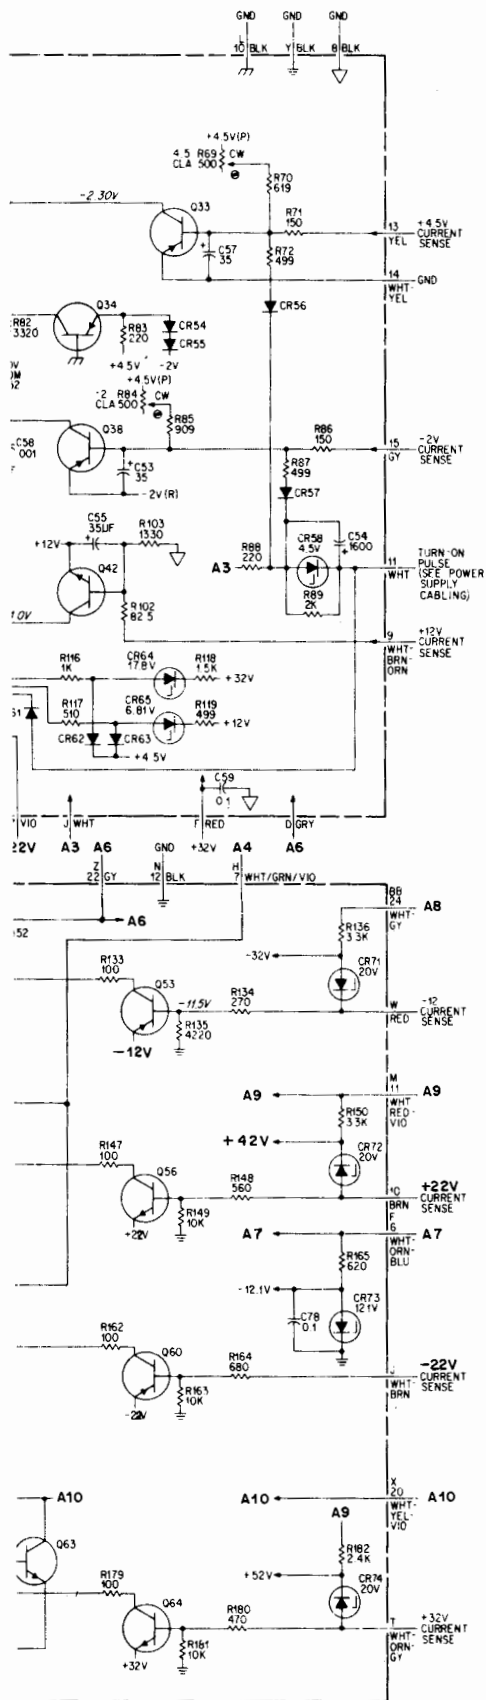 GND GND GND
10 BLK Y BLK 8 BLK
+4.5V(P)
4.5 R69 CW
CLA 500
R70
619
-2.30V
Q33
R71
150
13
YEL
+4.5V
CURRENT
SENSE
C57
35
R72
499
14
WHT-
YEL
GND
Q34
CR56
R82
3320
R83
220
CR54
CR55
+4.5V -2V
+4.5V(P)
-2 R84 CW
CLA 500
R85
909
C58
001
Q38
R86
150
15
GY
-2V
CURRENT
SENSE
R87
499
C53
35
CR57
-2V(R)
C55
35UF
R103
1330
+12V
CR58
4.5V
C54
1600
R88
220
A3
11
WHT
TURN-ON
PULSE
(SEE POWER
SUPPLY
CABLING)
Q42
R89
2K
R102
82.5
9
WHT-
BRN-
ORN
+12V
CURRENT
SENSE
R116
1K
CR64
17.8V
R118
1.5K
+32V
R117
510
CR65
6.81V
R119
499
+12V
CR62 CR63
+4.5V
C59
0.1
VIO J WHT F RED D GRY
22V A3 A6 GND +32V A4 A6
Z
22 GY
N
12 BLK
H
7 WHT/GRN/VIO
BB
24
WHT-
GY
A8
A6
R136
3.3K
-32V
CR71
20V
R133
100
Q53
-11.5V
R134
270
W
RED
-12
CURRENT
SENSE
R135
4220
-12V
M
11
WHT
RED-
VIO
A9
A9
R150
3.3K
+42V
CR72
20V
R147
100
Q56
R148
560
BRN
+22V
CURRENT
SENSE
R149
10K
+22V
F
6
WHT-
ORN-
BLU
A7
A7
R165
620
-12.1V
C78
0.1
CR73
12.1V
R162
100
Q60
R164
680
J
WHT-
BRN
-22V
CURRENT
SENSE
R163
10K
-22V
X
20
WHT-
YEL-
VIO
A10
A10
A10
A9
Q63
R182
2.4K
+52V
CR74
20V
R179
100
Q64
R180
470
T
WHT-
ORN-
GY
+32V
CURRENT
SENSE
R181
10K
+32V